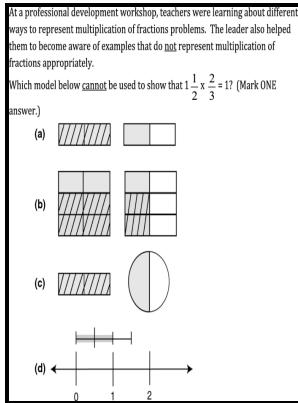 At a professional development workshop, teachers were learning about different
ways to represent multiplication of fractions problems. The leader also helped
them to become aware of examples that do not represent multiplication of
fractions appropriately.
Which model below cannot be used to show that 1 1/2 x 2/3 = 1? (Mark ONE
answer.)
(a)
(b)
(c)
(d)
0 1 2